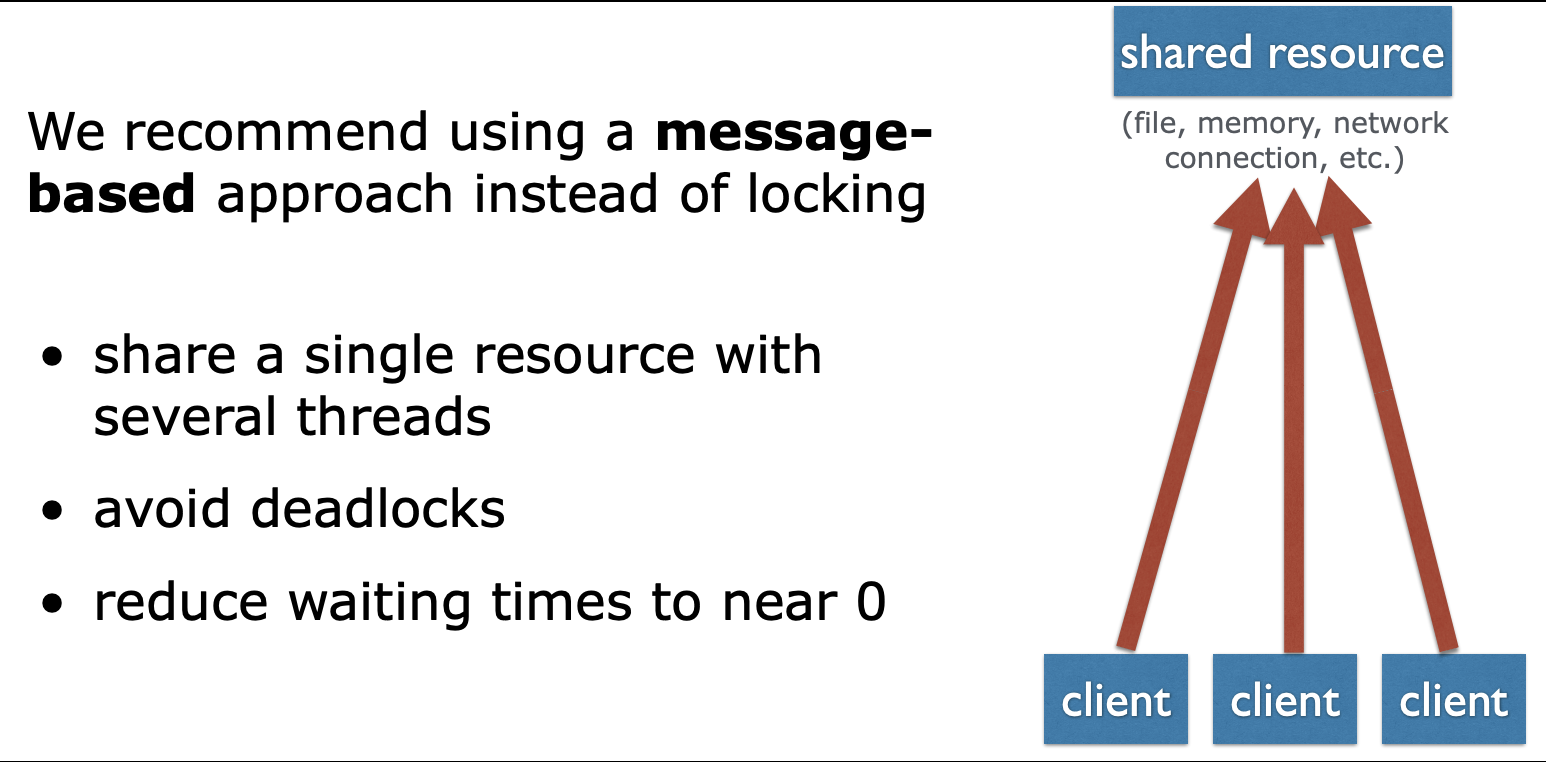 shared resource
(file, memory, network
connection, etc.)
We recommend using a message-
based approach instead of locking
• share a single resource with
several threads
• avoid deadlocks
• reduce waiting times to near 0
client
client
client